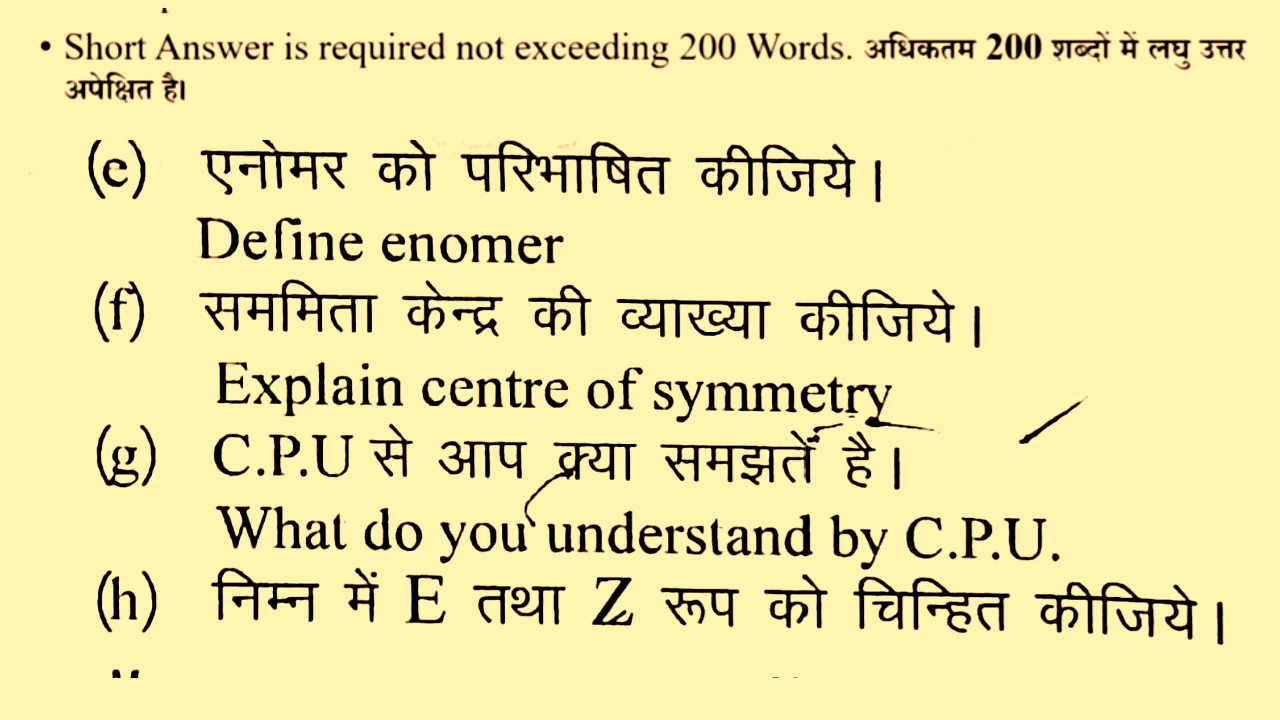 • Short Answer is required not exceeding 200 Words. अधिकतम 200 शब्दों में लघु उत्तर
अपेक्षित है।
(e) एनोमर को परिभाषित कीजिये।
Define enomer
(f) सममिता केन्द्र की व्याख्या कीजिये।
Explain centre of symmetry
(g) C.P.U से आप क्या समझतें है।
What do you understand by C.P.U.
(h) निम्न में E तथा Z रूप को चिन्हित कीजिये।